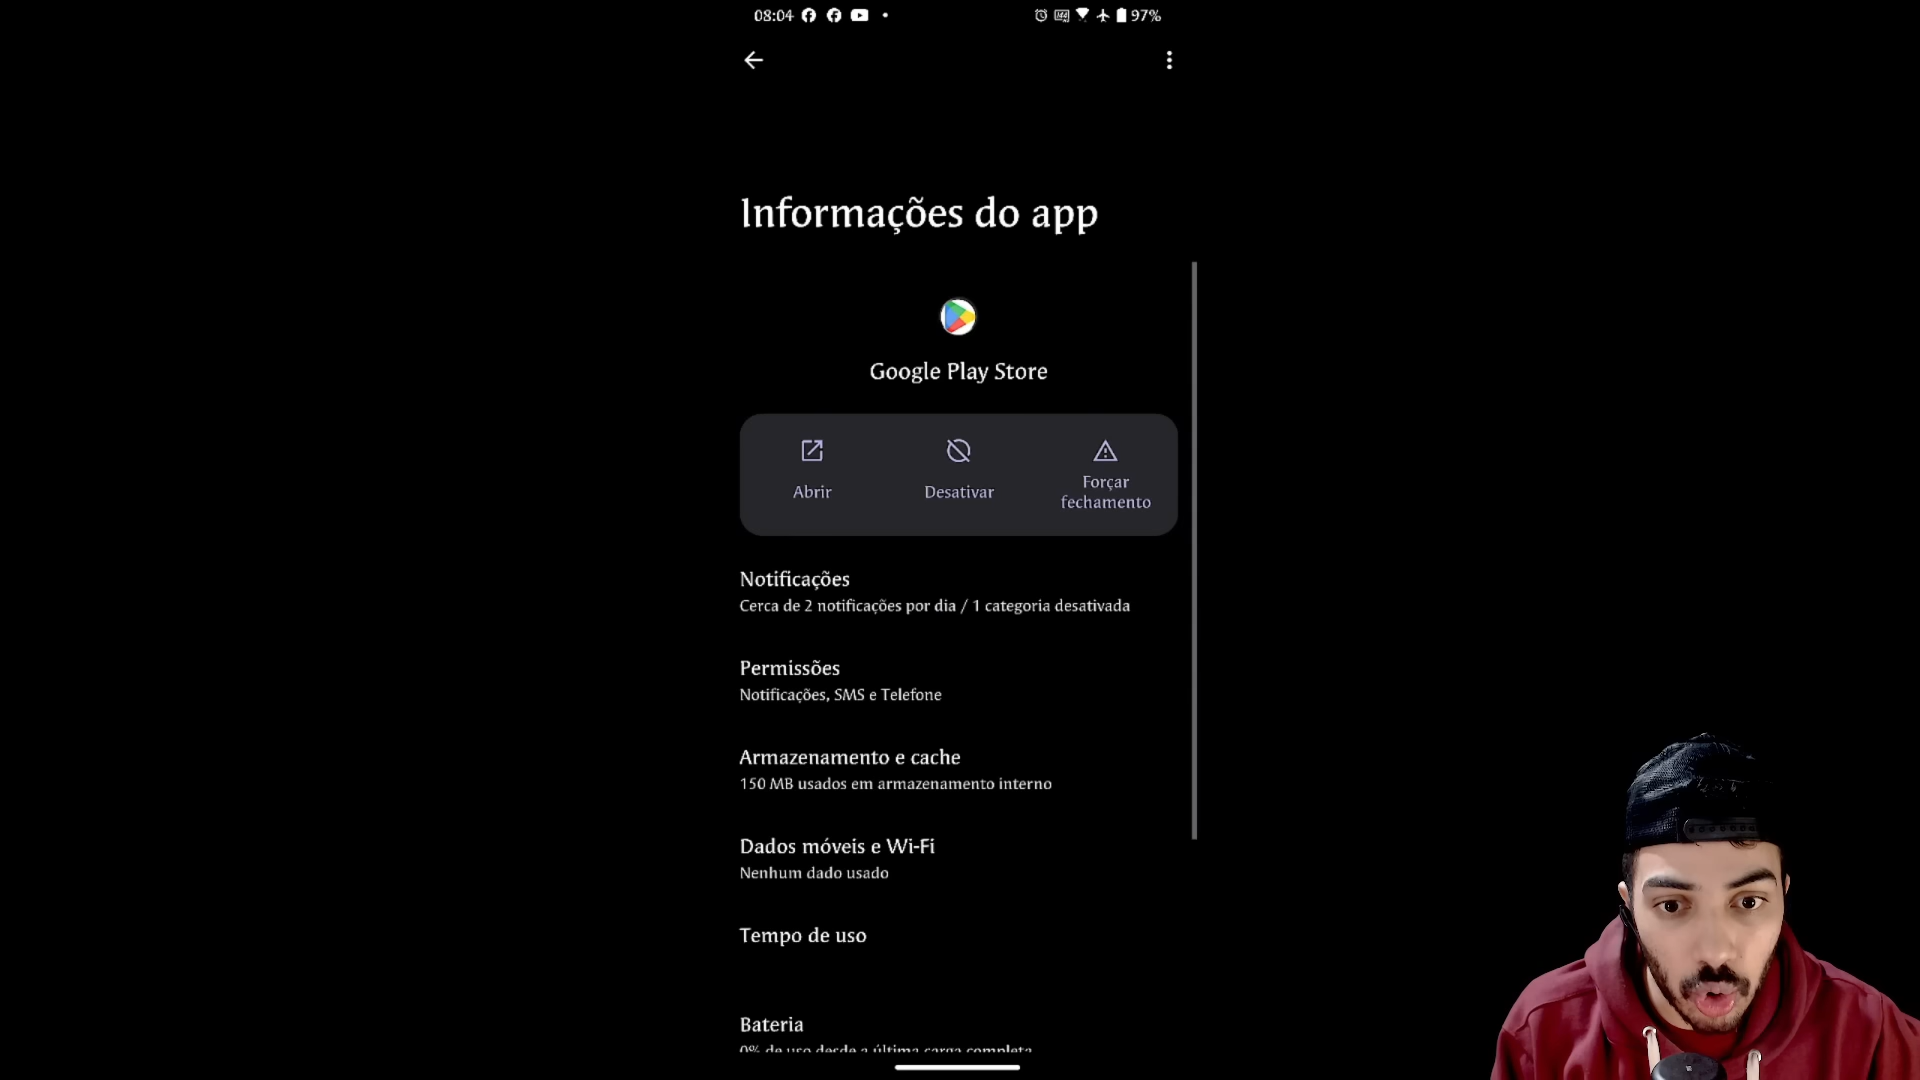 08:04
97%
Informações do app
Google Play Store
Abrir
Desativar
Forçar
fechamento
Notificações
Cerca de 2 notificações por dia / 1 categoria desativada
Permissões
Notificações, SMS e Telefone
Armazenamento e cache
150 MB usados em armazenamento interno
Dados móveis e Wi-Fi
Nenhum dado usado
Tempo de uso
Bateria
0% de uso desde a última carga completa